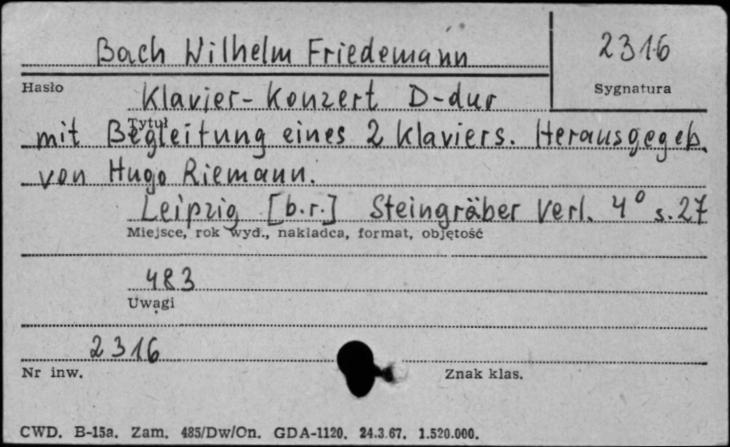 Bach Wilhelm Friedemann
2316
Hasło
Sygnatura
Klavier-Konzert D-dur
Tytuł
mit Begleitung eines 2 Klaviers. Herausgegeb.
von Hugo Riemann.
Leipzig [b.r.] Steingräber Verl. 4° s. 27
Miejsce, rok wyd., nakładca, format, objętość
483
Uwagi
2316
Nr inw.
Znak klas.
CWD. B-15a. Zam. 485/Dw/On. GDA-1120. 24.3.67. 1.520.000.